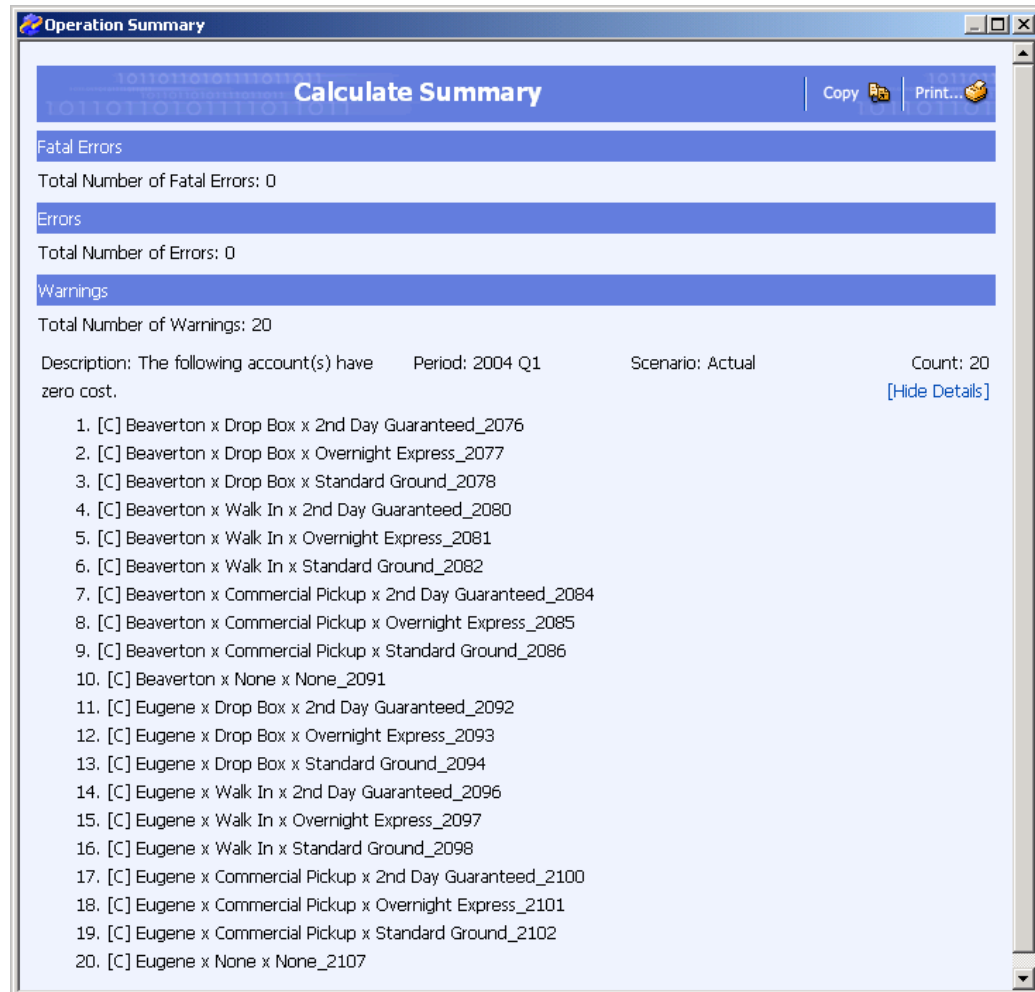 Operation Summary
Calculate Summary
Copy
Print...
Fatal Errors
Total Number of Fatal Errors: 0
Errors
Total Number of Errors: 0
Warnings
Total Number of Warnings: 20
Description: The following account(s) have zero cost. Period: 2004 Q1 Scenario: Actual Count: 20
[Hide Details]
1. [C] Beaverton x Drop Box x 2nd Day Guaranteed_2076
2. [C] Beaverton x Drop Box x Overnight Express_2077
3. [C] Beaverton x Drop Box x Standard Ground_2078
4. [C] Beaverton x Walk In x 2nd Day Guaranteed_2080
5. [C] Beaverton x Walk In x Overnight Express_2081
6. [C] Beaverton x Walk In x Standard Ground_2082
7. [C] Beaverton x Commercial Pickup x 2nd Day Guaranteed_2084
8. [C] Beaverton x Commercial Pickup x Overnight Express_2085
9. [C] Beaverton x Commercial Pickup x Standard Ground_2086
10. [C] Beaverton x None x None_2091
11. [C] Eugene x Drop Box x 2nd Day Guaranteed_2092
12. [C] Eugene x Drop Box x Overnight Express_2093
13. [C] Eugene x Drop Box x Standard Ground_2094
14. [C] Eugene x Walk In x 2nd Day Guaranteed_2096
15. [C] Eugene x Walk In x Overnight Express_2097
16. [C] Eugene x Walk In x Standard Ground_2098
17. [C] Eugene x Commercial Pickup x 2nd Day Guaranteed_2100
18. [C] Eugene x Commercial Pickup x Overnight Express_2101
19. [C] Eugene x Commercial Pickup x Standard Ground_2102
20. [C] Eugene x None x None_2107